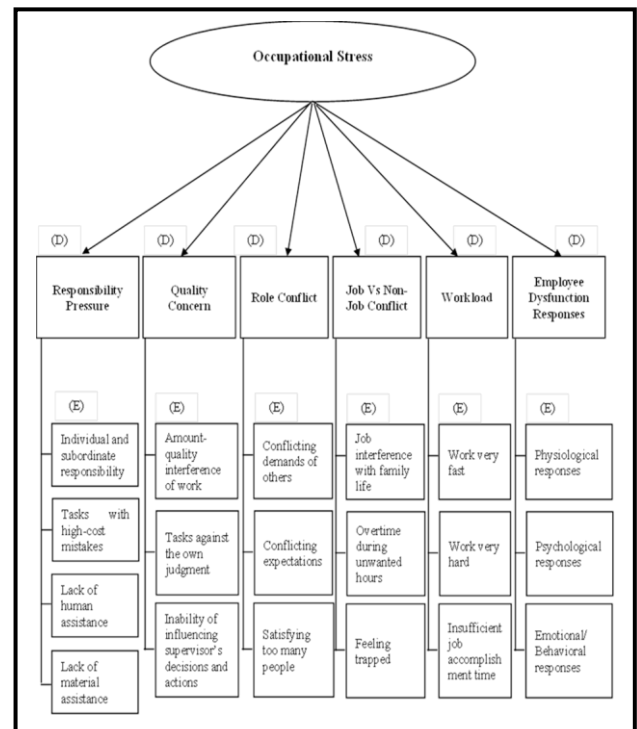 Occupational Stress
(D)
(D)
(D)
(D)
(D)
(D)
Responsibility
Pressure
Quality
Concern
Role Conflict
Job Vs Non-
Job Conflict
Workload
Employee
Dysfunction
Responses
(E)
(E)
(E)
(E)
(E)
(E)
Individual and
subordinate
responsibility
Amount-
quality
interference
of work
Conflicting
demands of
others
Job
interference
with family
life
Work very
fast
Physiological
responses
Tasks with
high-cost
mistakes
Tasks against
the own
judgment
Conflicting
expectations
Overtime
during
unwanted
hours
Work very
hard
Psychological
responses
Lack of
human
assistance
Inability of
influencing
supervisor's
decisions and
actions
Satisfying
too many
people
Feeling
trapped
Insufficient
job
accomplish
ment time
Emotional/
Behavioral
responses
Lack of
material
assistance